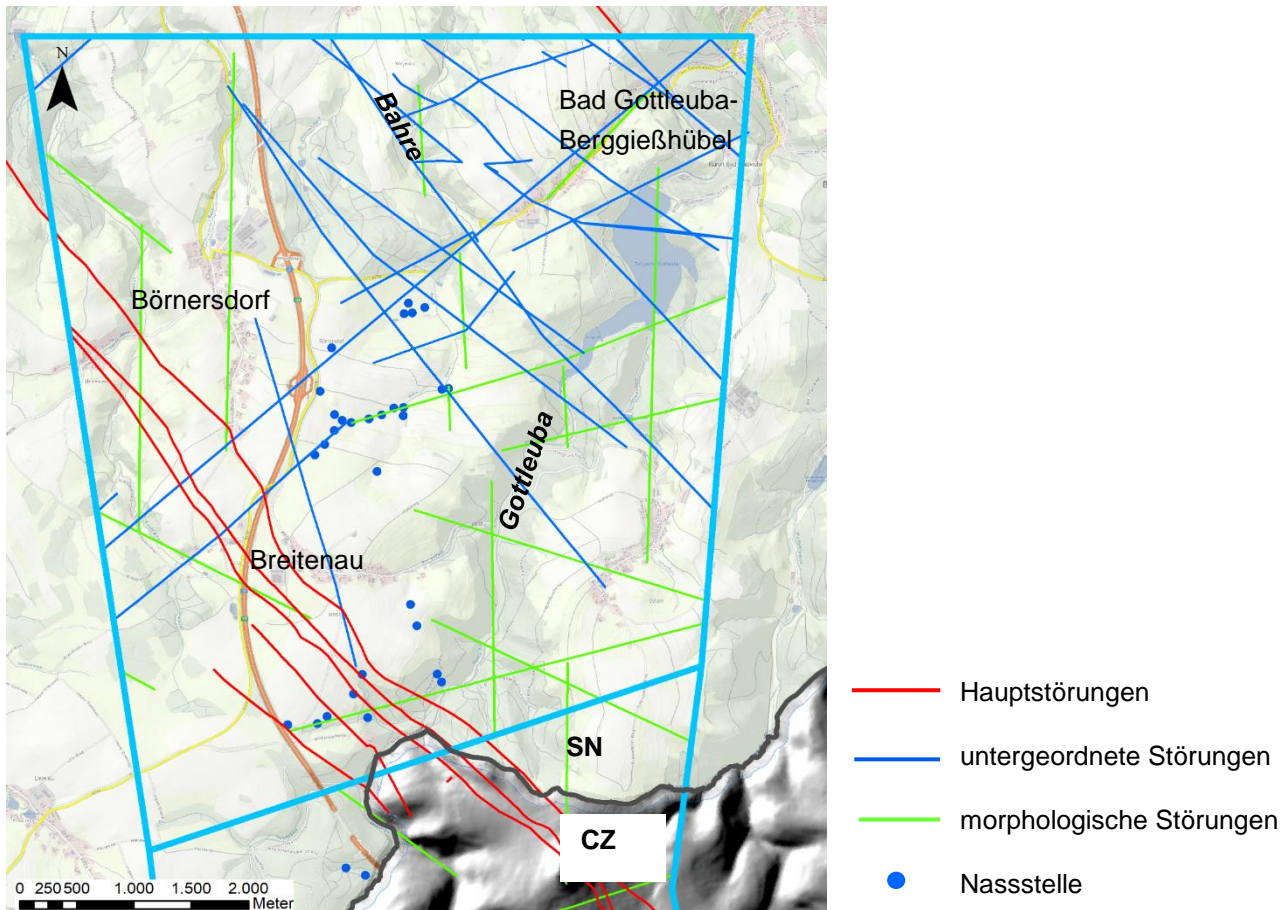 N
Bad Gottleuba-
Berggießhübel
Bahre
Börnersdorf
Gottleuba
Breitenau
SN
CZ
0 250 500 1.000 1.500 2.000
Meter
Hauptstörungen
untergeordnete Störungen
morphologische Störungen
Nassstelle